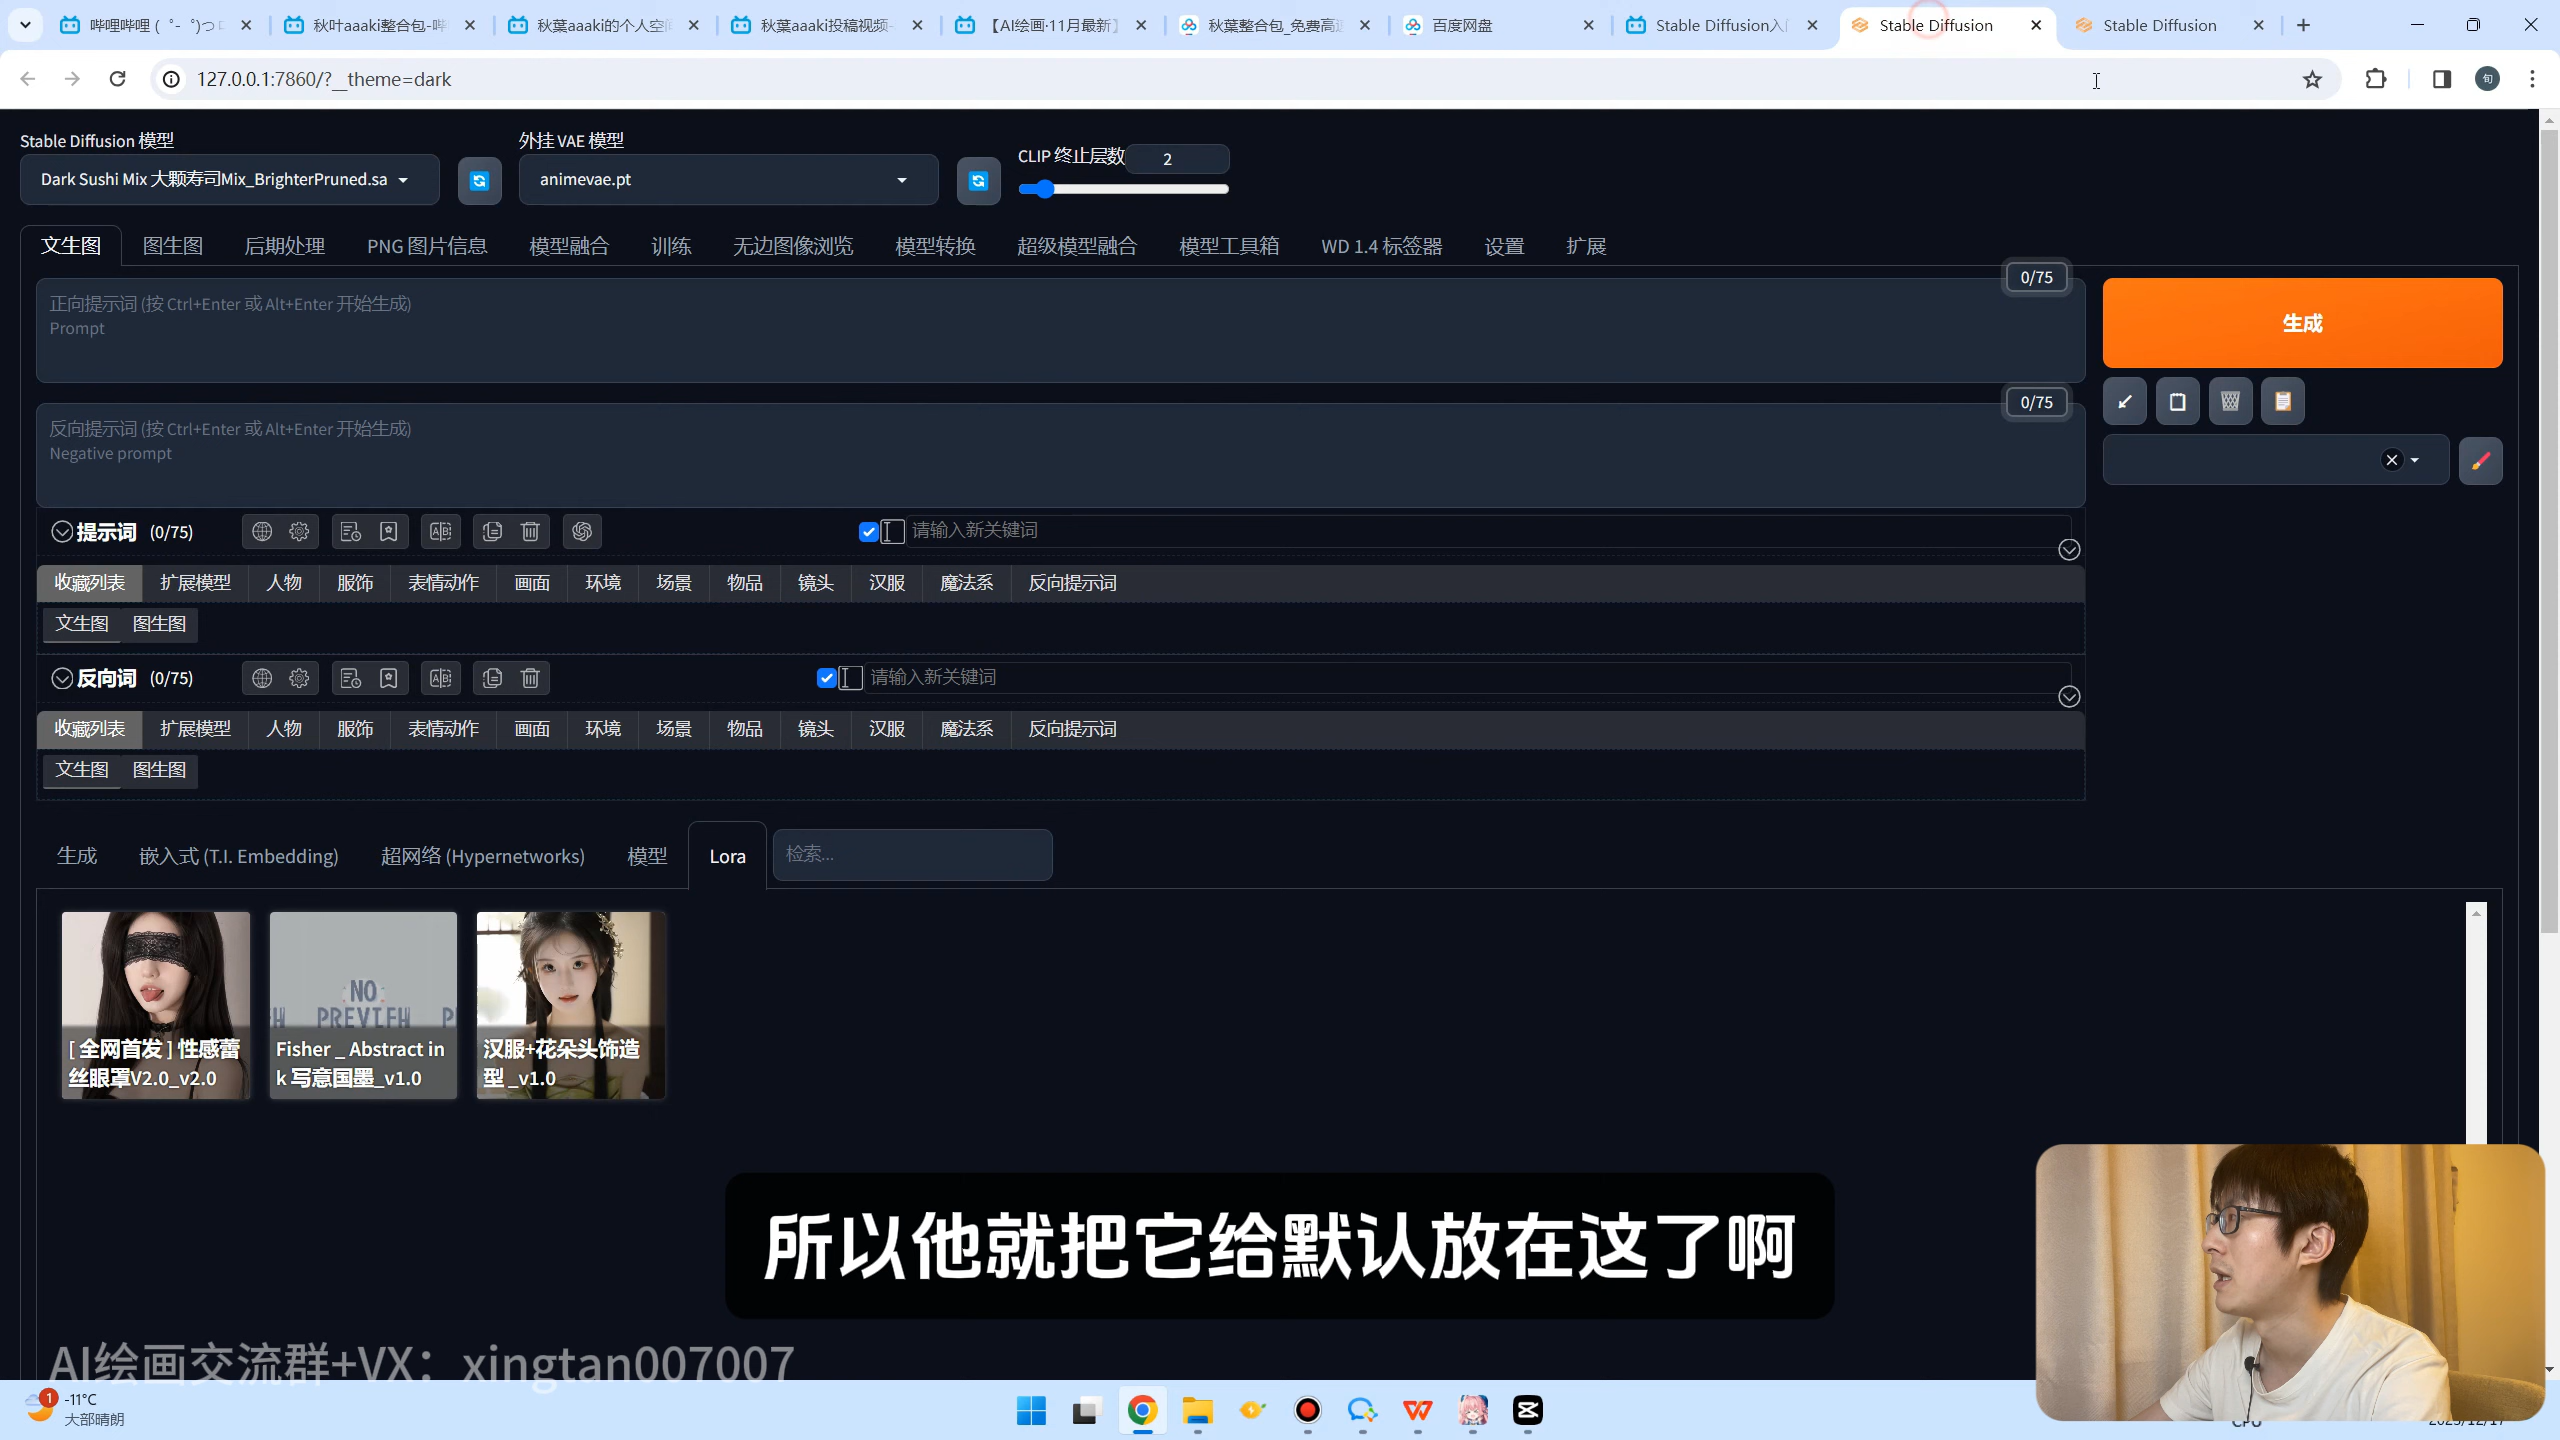 哔哩哔哩 (゜-゜)つ
秋叶aaaki整合包-哔
秋葉aaaki的个人空间
秋葉aaaki投稿视频-
【AI绘画·11月最新】
秋葉整合包_免费高速
百度网盘
Stable Diffusion入门
Stable Diffusion
Stable Diffusion
127.0.0.1:7860/?__theme=dark
旬
Stable Diffusion 模型
外挂 VAE 模型
CLIP 终止层数
2
Dark Sushi Mix 大颗寿司Mix_BrighterPruned.sa
animevae.pt
文生图
图生图
后期处理
PNG 图片信息
模型融合
训练
无边图像浏览
模型转换
超级模型融合
模型工具箱
WD 1.4 标签器
设置
扩展
0/75
正向提示词 (按 Ctrl+Enter 或 Alt+Enter 开始生成)
Prompt
生成
0/75
反向提示词 (按 Ctrl+Enter 或 Alt+Enter 开始生成)
Negative prompt
提示词 (0/75)
请输入新关键词
收藏列表 扩展模型 人物 服饰 表情动作 画面 环境 场景 物品 镜头 汉服 魔法系 反向提示词
文生图 图生图
反向词 (0/75)
请输入新关键词
收藏列表 扩展模型 人物 服饰 表情动作 画面 环境 场景 物品 镜头 汉服 魔法系 反向提示词
文生图 图生图
生成
嵌入式 (T.I. Embedding)
超网络 (Hypernetworks)
模型
Lora
检索...
NO
PREVIEW
[ 全网首发 ] 性感蕾
丝眼罩V2.0_v2.0
Fisher _ Abstract in
k 写意国墨_v1.0
汉服+花朵头饰造
型 _v1.0
所以他就把它给默认放在这了啊
AI绘画交流群+VX：xingtan007007
1
-11°C
大部晴朗
CPU
2023/12/17